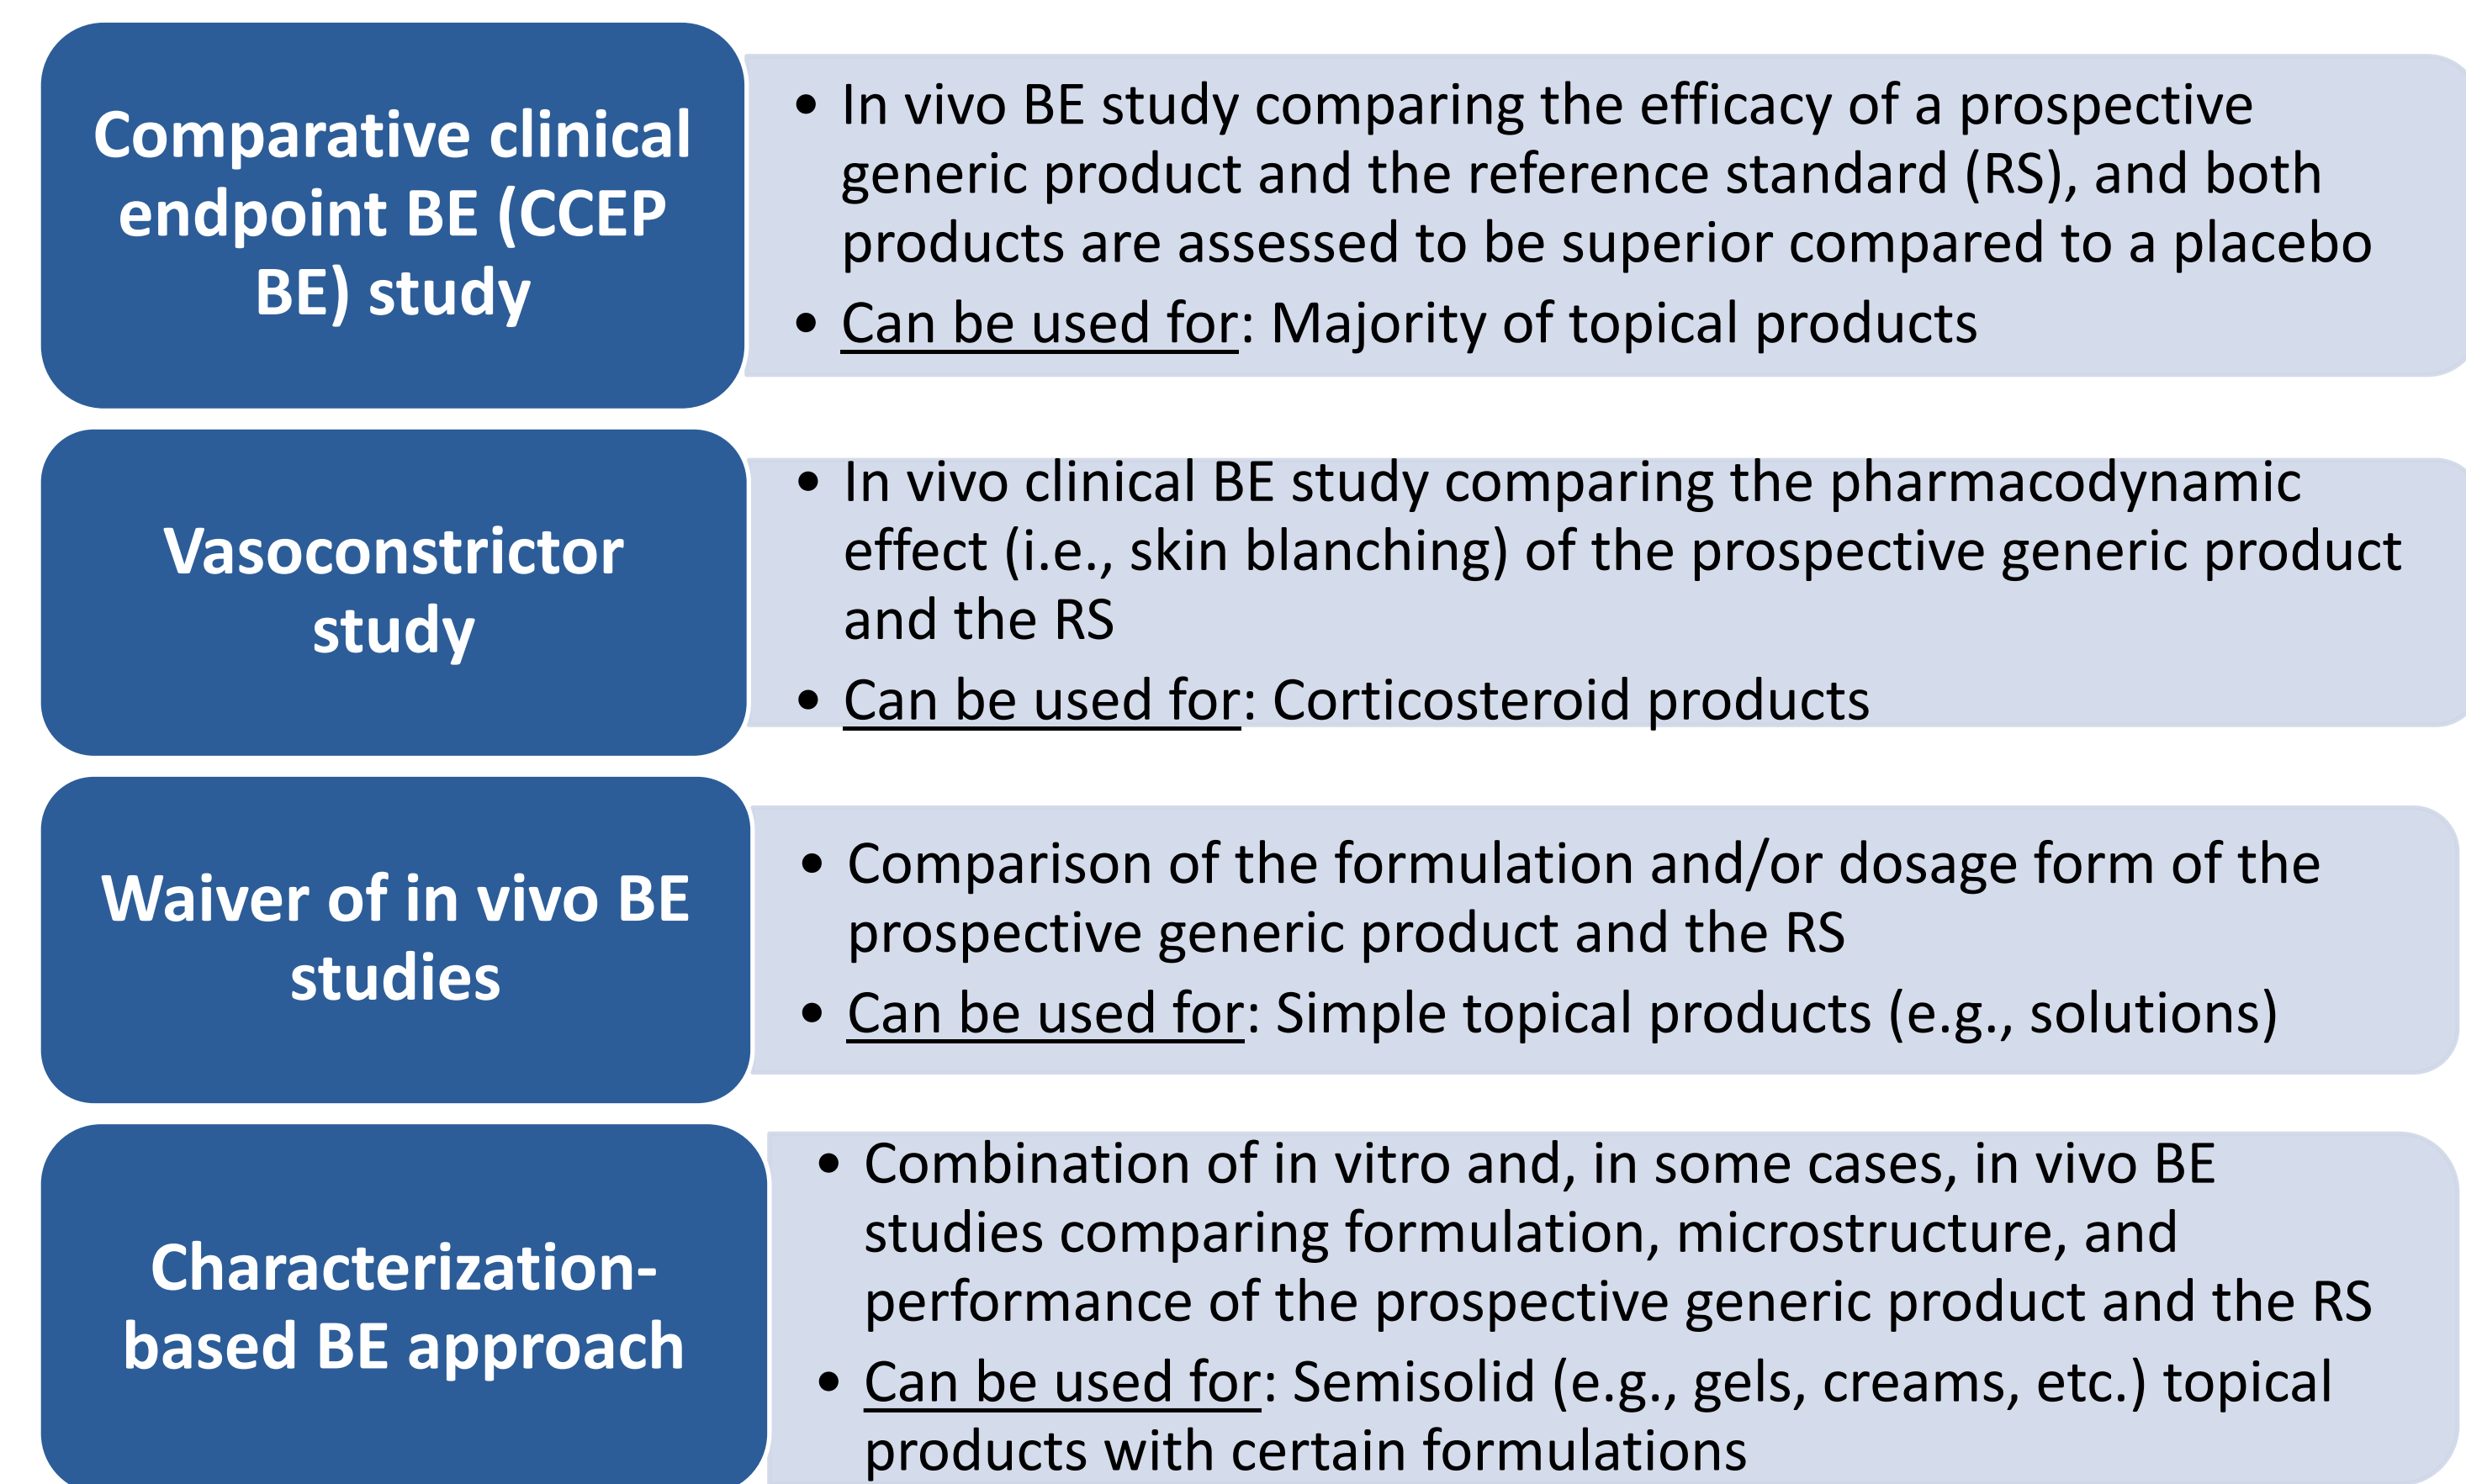 Comparative clinical
endpoint BE (CCEP
BE) study
• In vivo BE study comparing the efficacy of a prospective
generic product and the reference standard (RS), and both
products are assessed to be superior compared to a placebo
• Can be used for: Majority of topical products
Vasoconstrictor
study
• In vivo clinical BE study comparing the pharmacodynamic
effect (i.e., skin blanching) of the prospective generic product
and the RS
• Can be used for: Corticosteroid products
Waiver of in vivo BE
studies
• Comparison of the formulation and/or dosage form of the
prospective generic product and the RS
• Can be used for: Simple topical products (e.g., solutions)
Characterization-
based BE approach
• Combination of in vitro and, in some cases, in vivo BE
studies comparing formulation, microstructure, and
performance of the prospective generic product and the RS
• Can be used for: Semisolid (e.g., gels, creams, etc.) topical
products with certain formulations